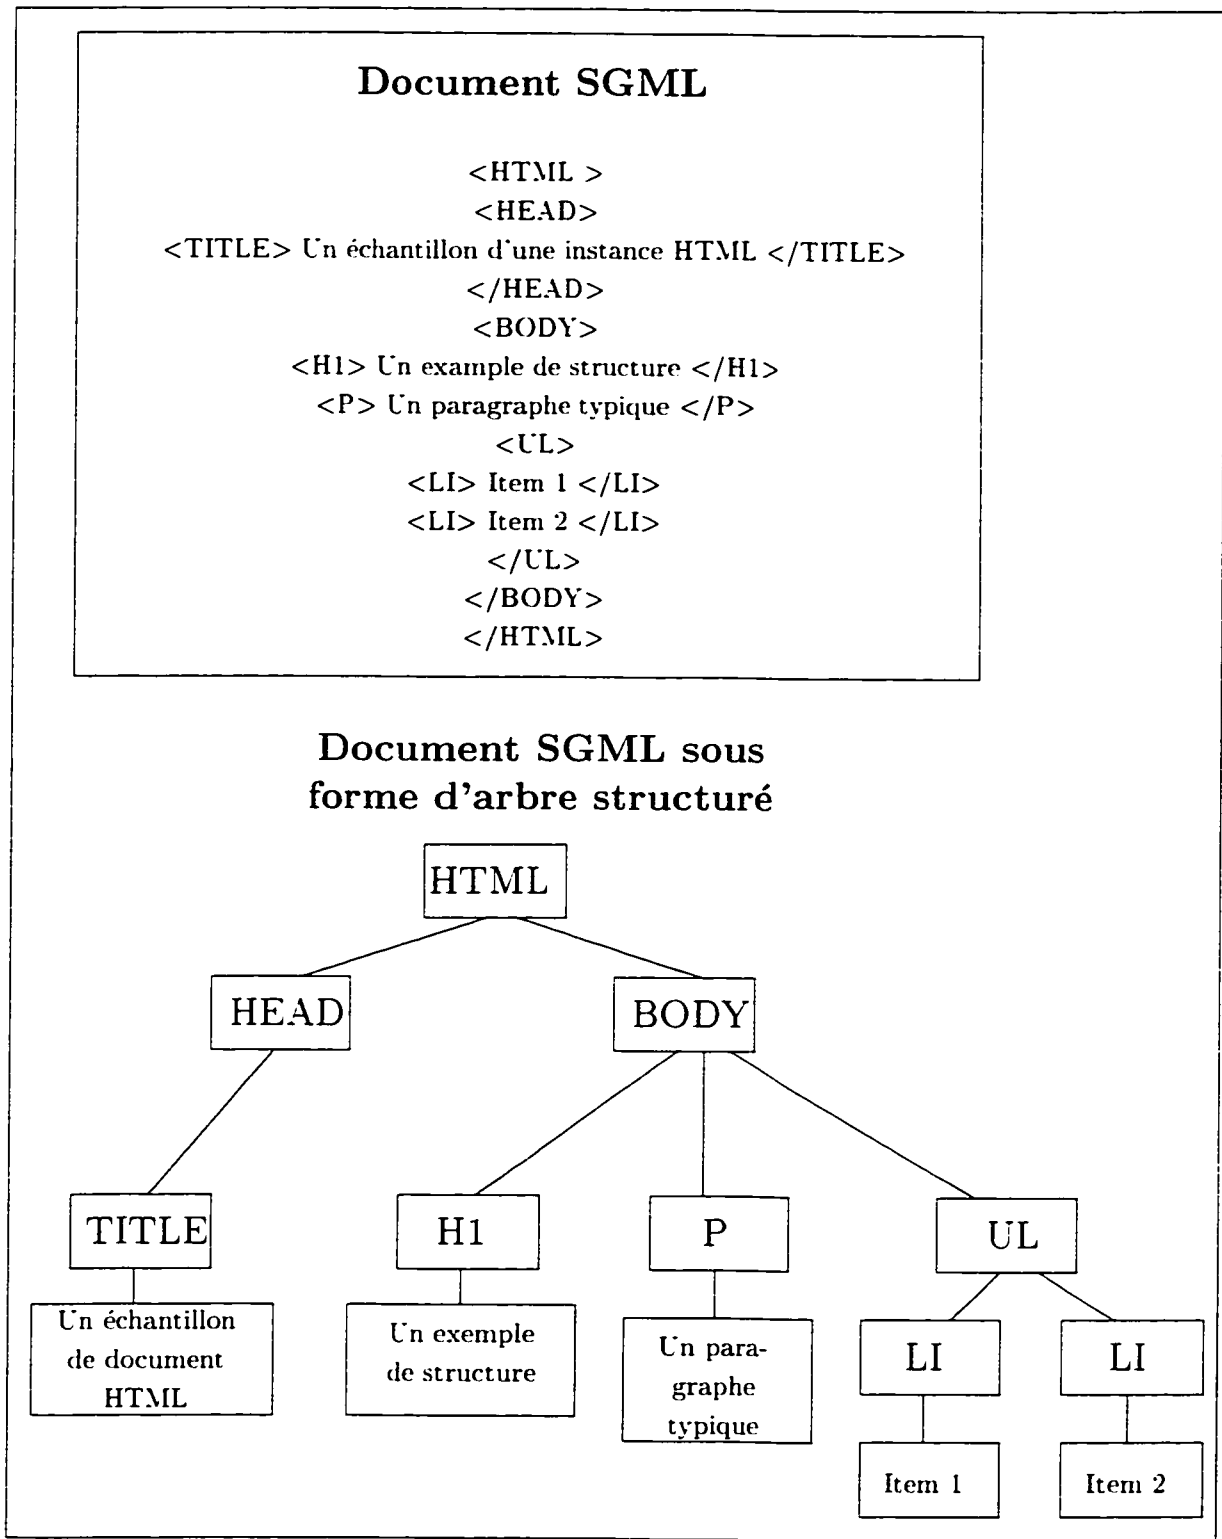 Document SGML
<HTML >
<HEAD>
<TITLE> Un échantillon d'une instance HTML </TITLE>
</HEAD>
<BODY>
<H1> Un example de structure </H1>
<P> Un paragraphe typique </P>
<UL>
<LI> Item 1 </LI>
<LI> Item 2 </LI>
</UL>
</BODY>
</HTML>
Document SGML sous
forme d'arbre structuré
HTML
HEAD
BODY
TITLE
H1
P
UL
Un échantillon
de document
HTML
Un exemple
de structure
Un para-
graphe
typique
LI
LI
Item 1
Item 2